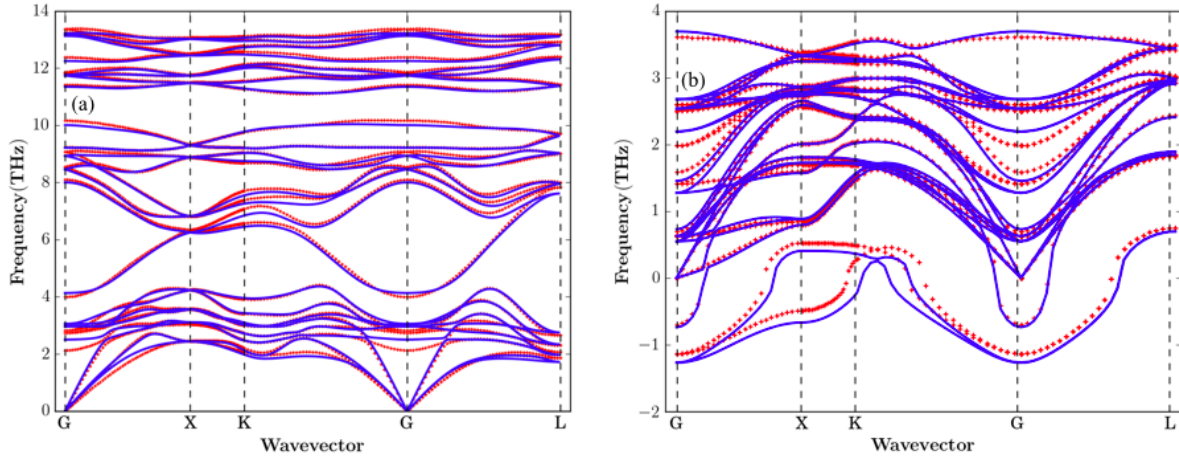 14
12
(a)
10
8
6
4
2
0
Frequency(THz)
G
X
K
G
L
Wavevector
4
(b)
3
2
1
0
−1
−2
Frequency (THz)
G
X
K
G
L
Wavevector